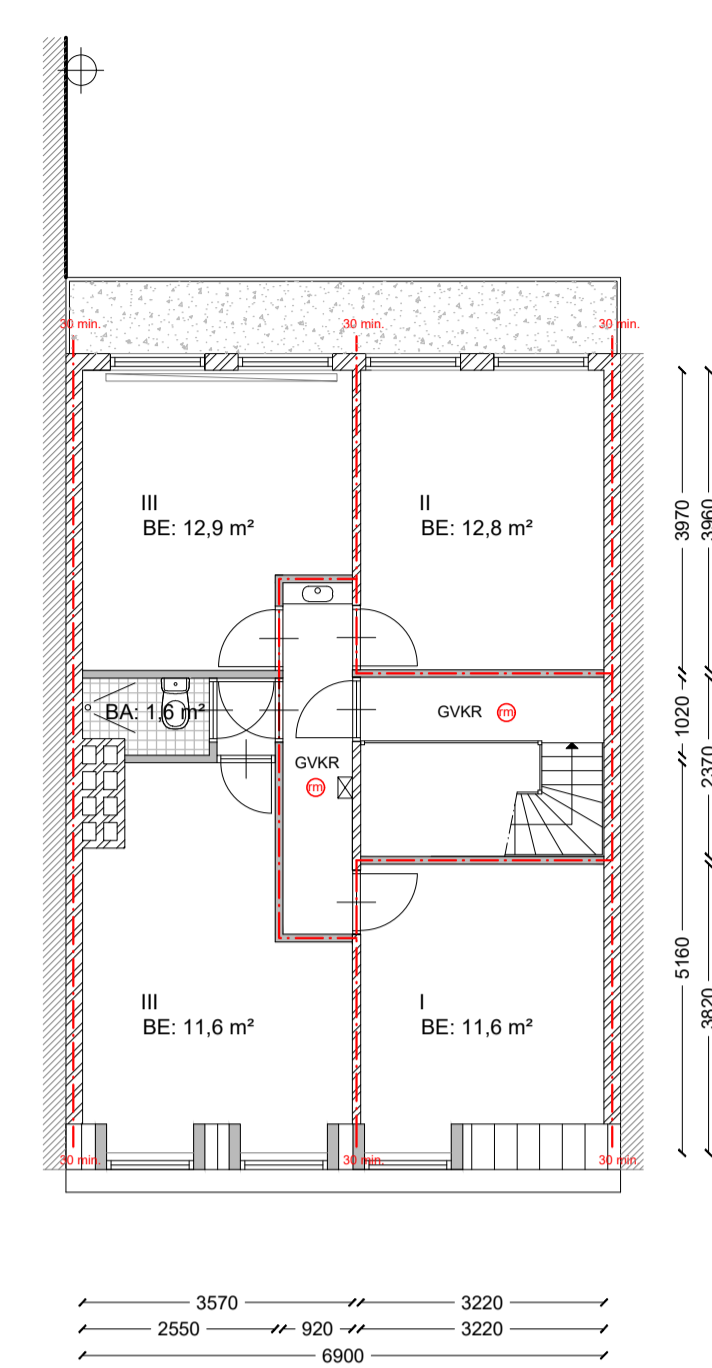 30 min.
30 min.
30 min.
III
BE: 12,9 m²
II
BE: 12,8 m²
3970
3960
BA: 1,6 m²
GVKR
rm
1020
2370
GVKR
rm
III
BE: 11,6 m²
I
BE: 11,6 m²
5160
3820
30 min.
30 min.
30 min.
3570
3220
2550
920
3220
6900